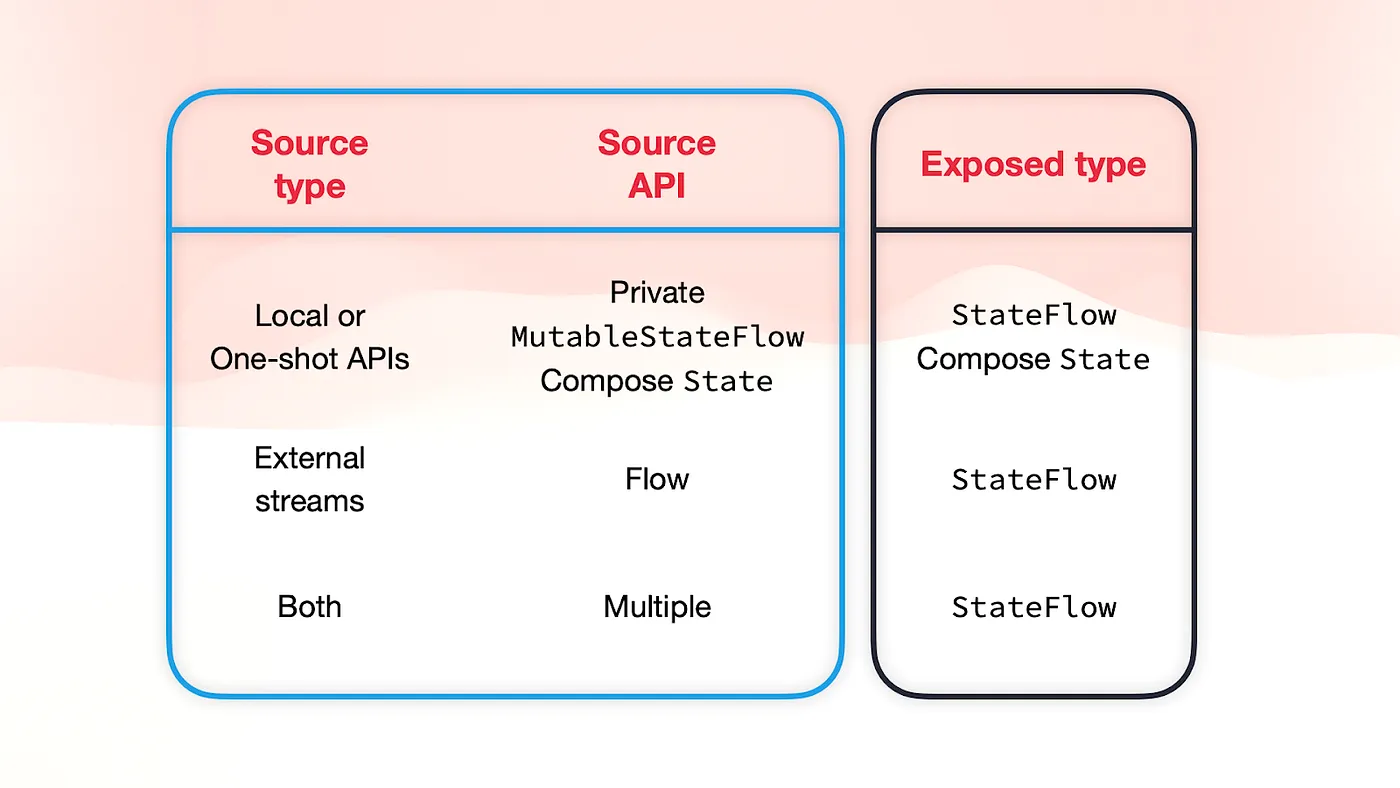 Source
type
Source
API
Exposed type
Local or
One-shot APIs
Private
MutableStateFlow
Compose State
StateFlow
Compose State
External
streams
Flow
StateFlow
Both
Multiple
StateFlow